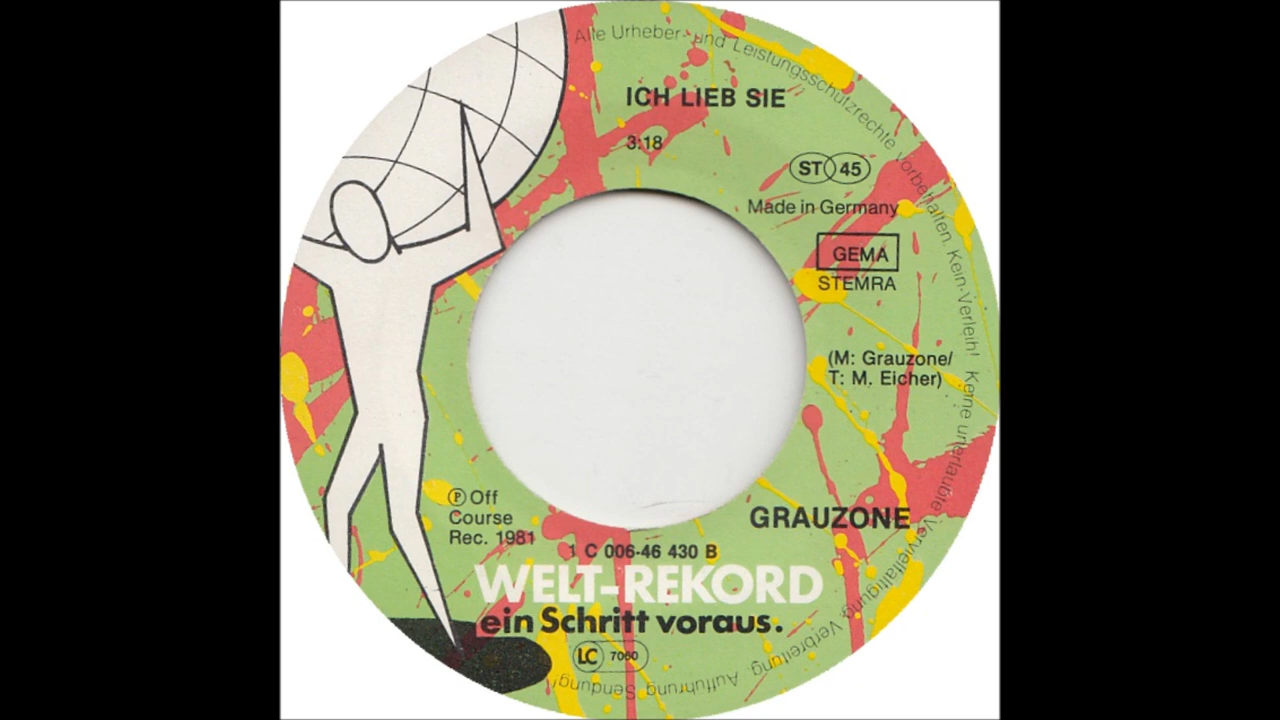 Alle Urheber- und Leistungsschutzrechte vorbehalten. Kein Verleih! Keine unerlaubte Vervielfältigung, Verbreitung, Aufführung, Sendung!
ICH LIEB SIE
3:18
ST 45
Made in Germany
GEMA
STEMRA
(M: Grauzone/
T: M. Eicher)
GRAUZONE
Ⓟ Off
Course
Rec. 1981
1 C 006-46 430 B
WELT-REKORD
ein Schritt voraus.
LC 7060